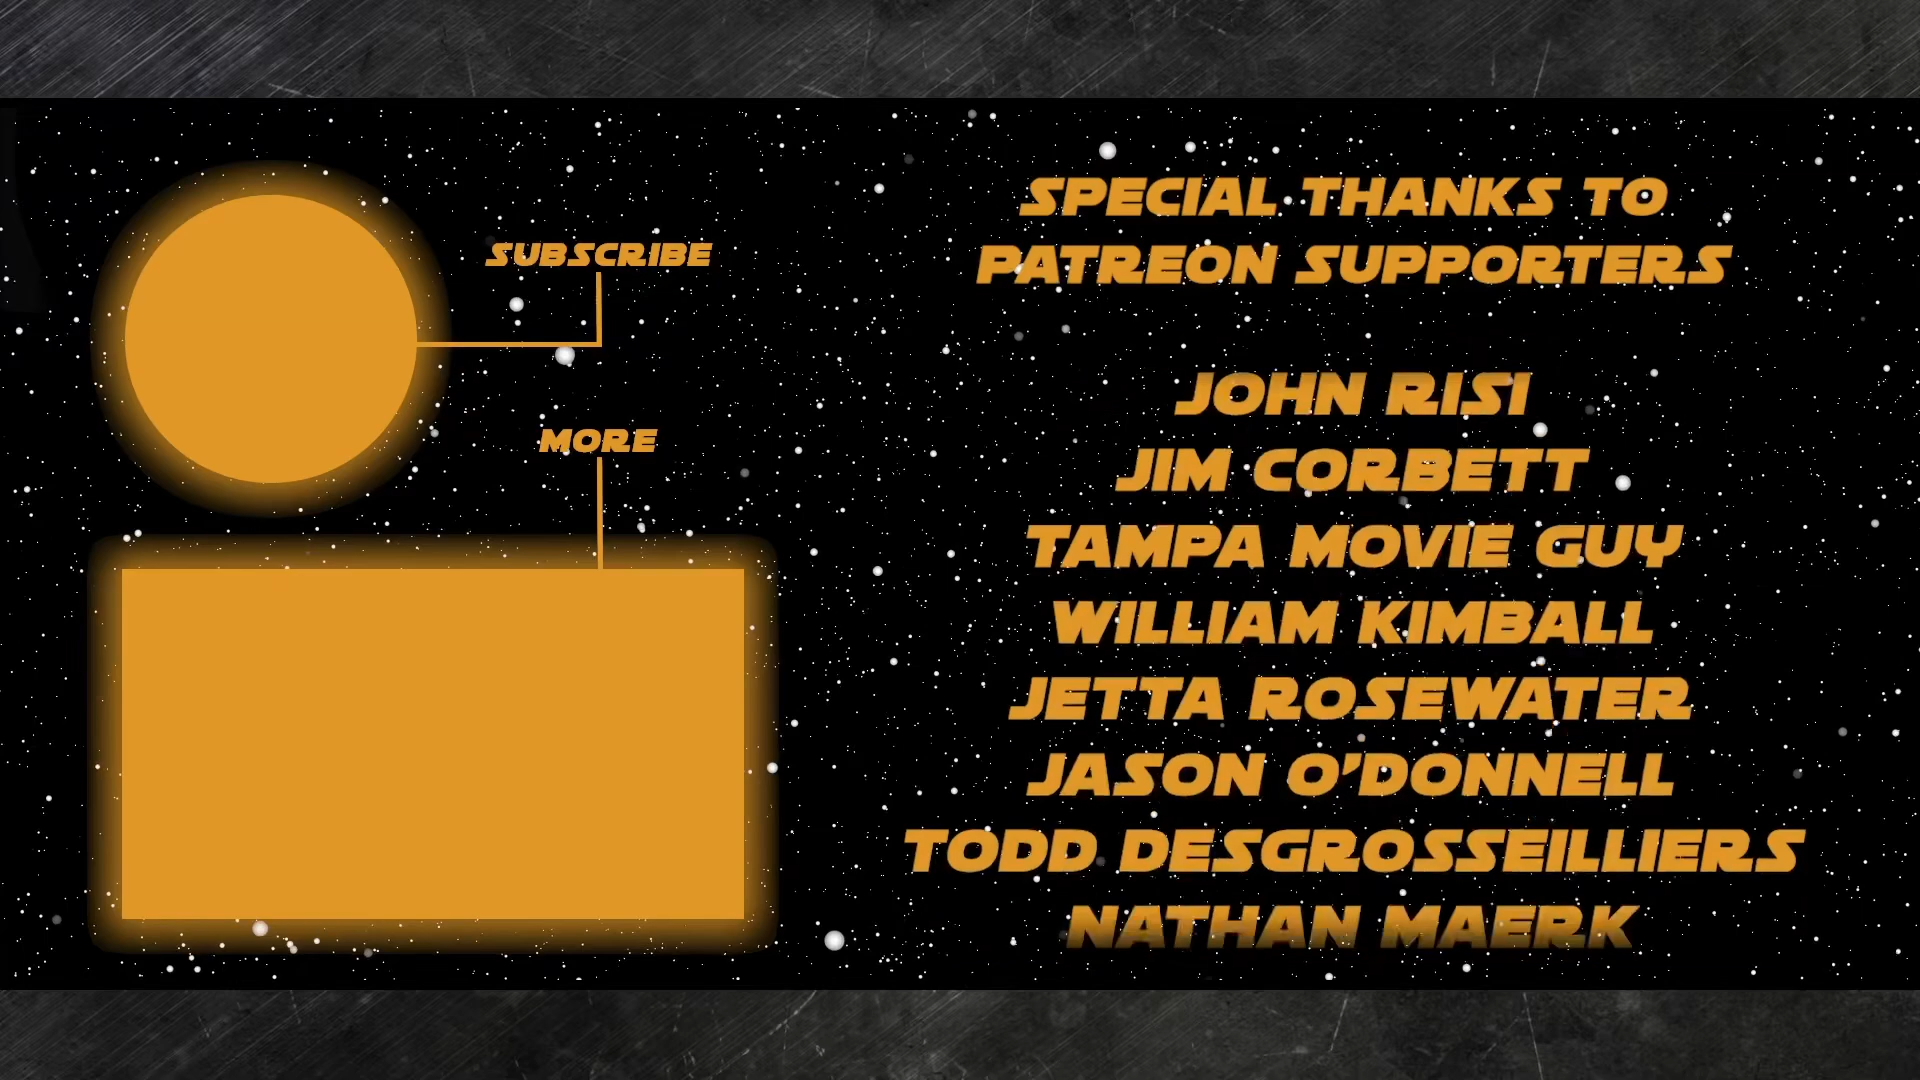 SUBSCRIBE
MORE
SPECIAL THANKS TO
PATREON SUPPORTERS
JOHN RISI
JIM CORBETT
TAMPA MOVIE GUY
WILLIAM KIMBALL
JETTA ROSEWATER
JASON O'DONNELL
TODD DESGROSSEILLIERS
NATHAN MAERK